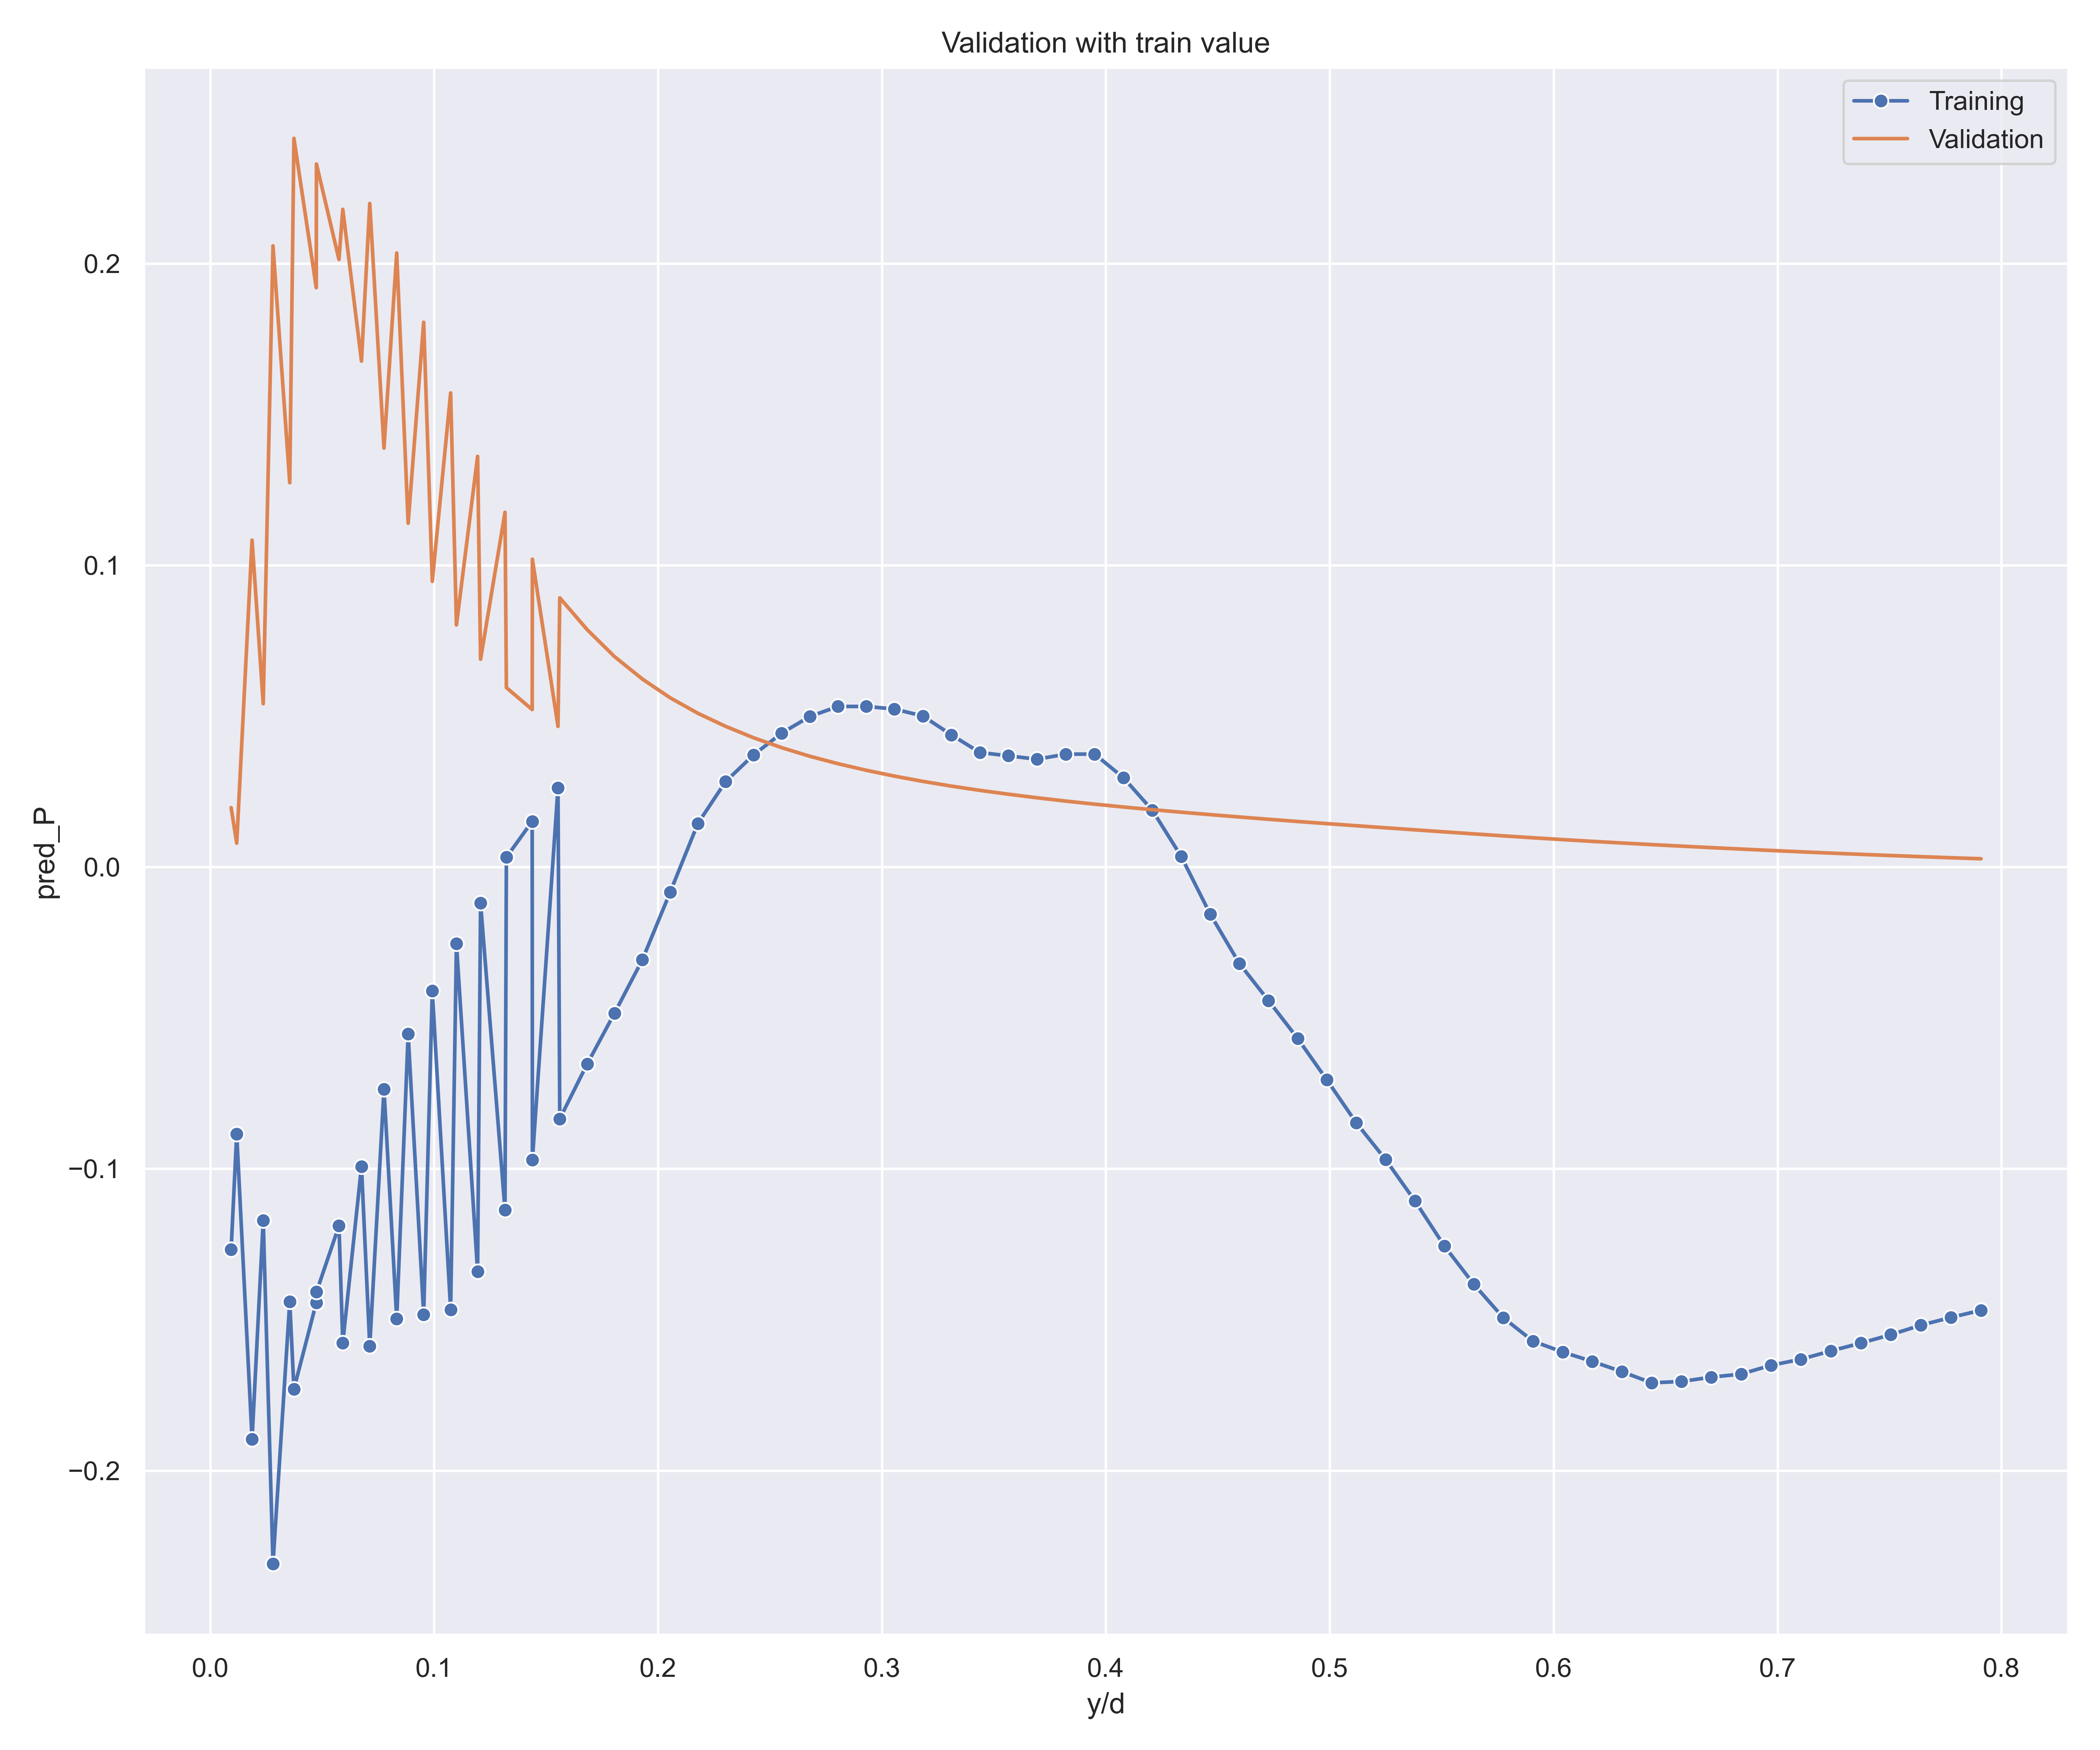 Validation with train value
Training
Validation
pred_P
0.2
0.1
0.0
−0.1
−0.2
0.0 0.1 0.2 0.3 0.4 0.5 0.6 0.7 0.8
y/d